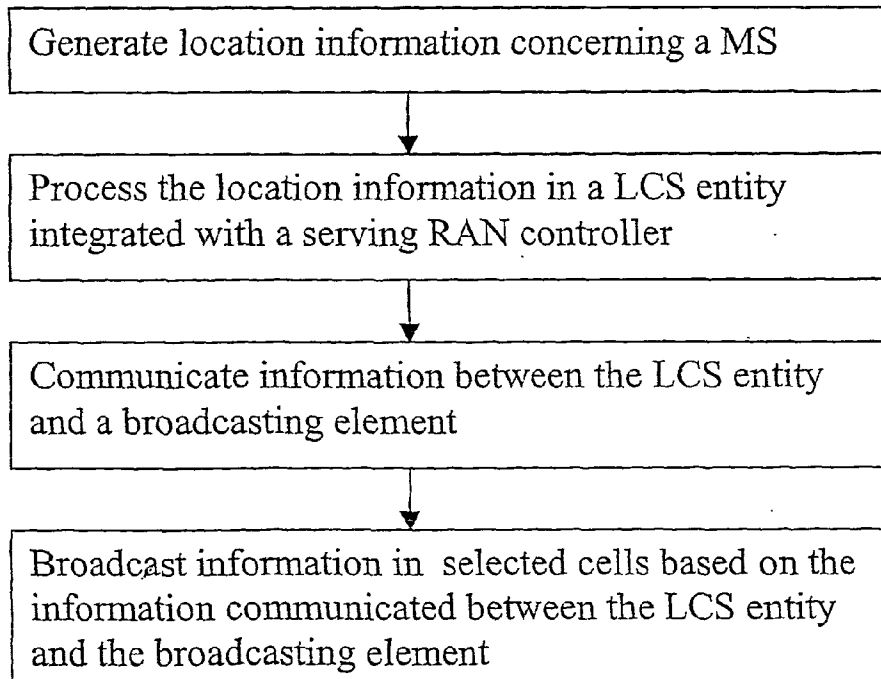 Generate location information concerning a MS
Process the location information in a LCS entity
integrated with a serving RAN controller
Communicate information between the LCS entity
and a broadcasting element
Broadcast information in selected cells based on the
information communicated between the LCS entity
and the broadcasting element